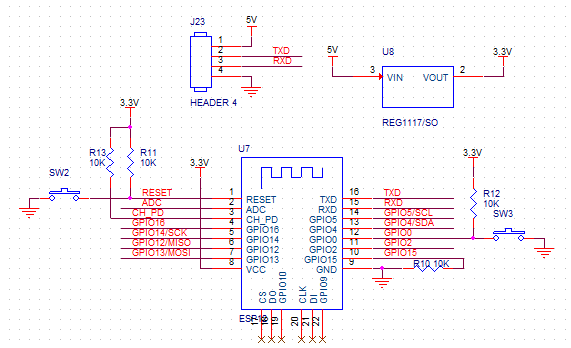 J23
5V
1
2 TXD
3 RXD
4
HEADER 4
5V
U8
3.3V
3 VIN VOUT 2
REG1117/SO
3.3V
R13 R11
10K 10K
SW2
3.3V
U7
3.3V
R12
10K
SW3
RESET 1 RESET TXD 16 TXD
ADC 2 ADC RXD 15 RXD
CH_PD 3 CH_PD GPIO5 14 GPIO5/SCL
GPIO16 4 GPIO16 GPIO4 13 GPIO4/SDA
GPIO14/SCK 5 GPIO14 GPIO0 12 GPIO0
GPIO12/MISO 6 GPIO12 GPIO2 11 GPIO2
GPIO13/MOSI 7 GPIO13 GPIO15 10 GPIO15
8 VCC GND 9
R10 10K
CS DO GPIO10 CLK DI GPIO9
18 19 20 21 22